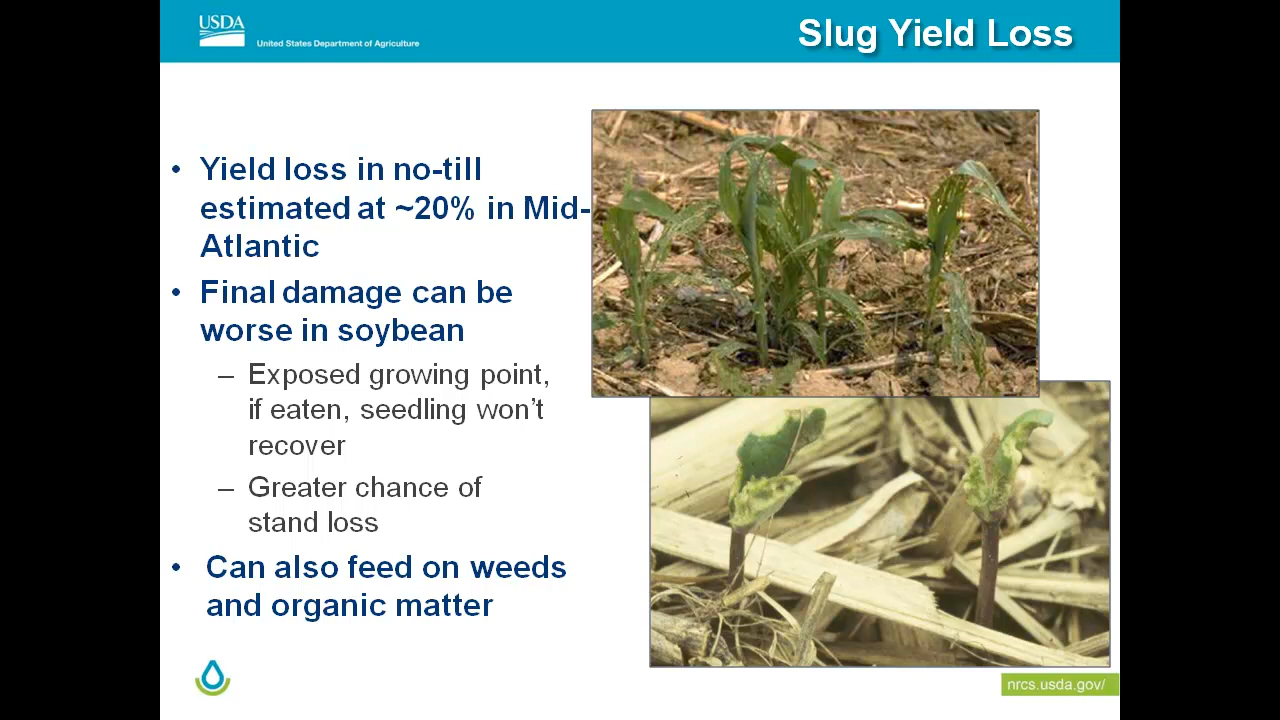 USDA
United States Department of Agriculture
Slug Yield Loss
• Yield loss in no-till
estimated at ~20% in Mid-
Atlantic
• Final damage can be
worse in soybean
– Exposed growing point,
if eaten, seedling won’t
recover
– Greater chance of
stand loss
• Can also feed on weeds
and organic matter
nrcs.usda.gov/